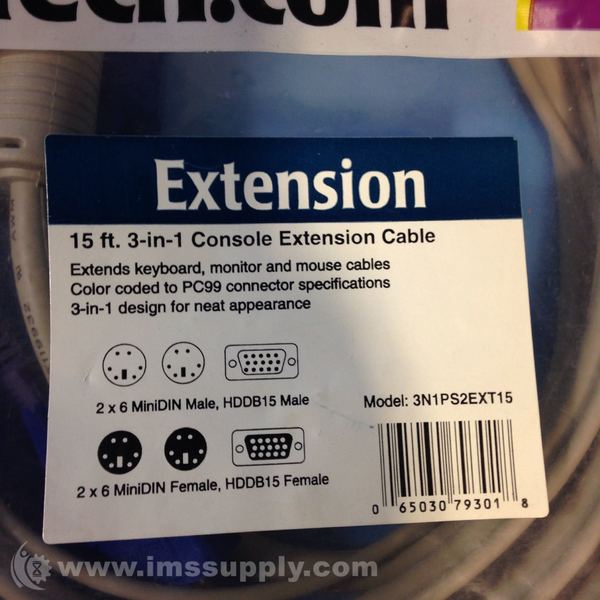 tech.com
Extension
15 ft. 3-in-1 Console Extension Cable
Extends keyboard, monitor and mouse cables
Color coded to PC99 connector specifications
3-in-1 design for neat appearance
2 x 6 MiniDIN Male, HDDB15 Male
Model: 3N1PS2EXT15
2 x 6 MiniDIN Female, HDDB15 Female
0 65030 79301 8
www.imssupply.com